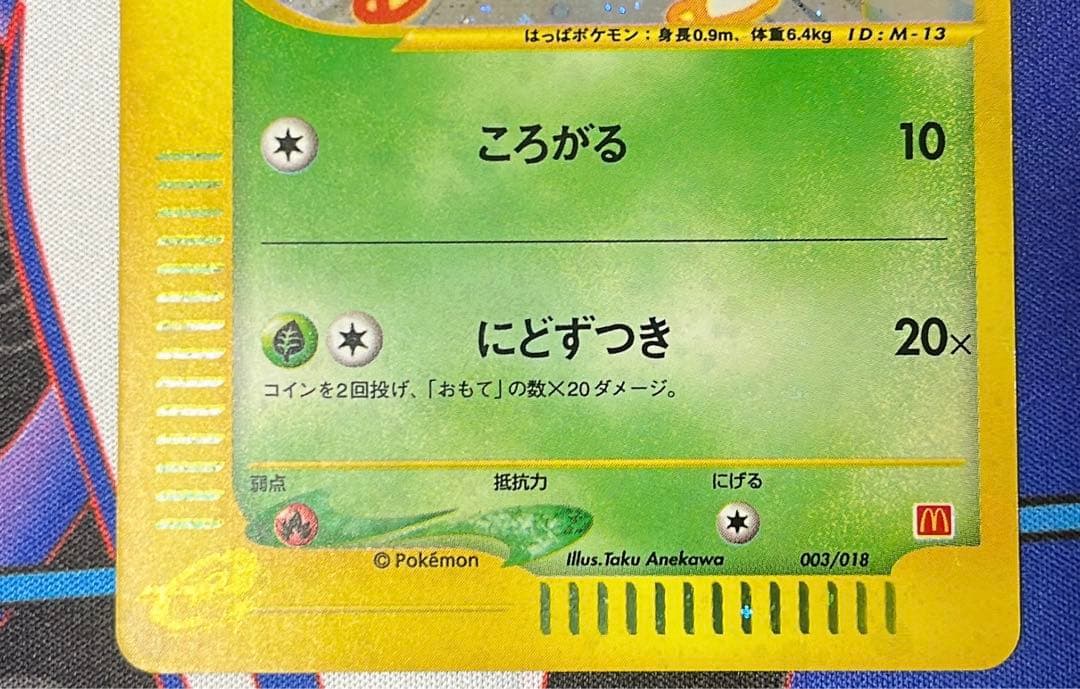 はっぱポケモン：身長0.9m、体重6.4kg ID:M-13
ころがる 10
にどずつき 20×
コインを2回投げ、「おもて」の数×20ダメージ。
弱点 抵抗力 にげる
©Pokémon Illus.Taku Anekawa 003/018